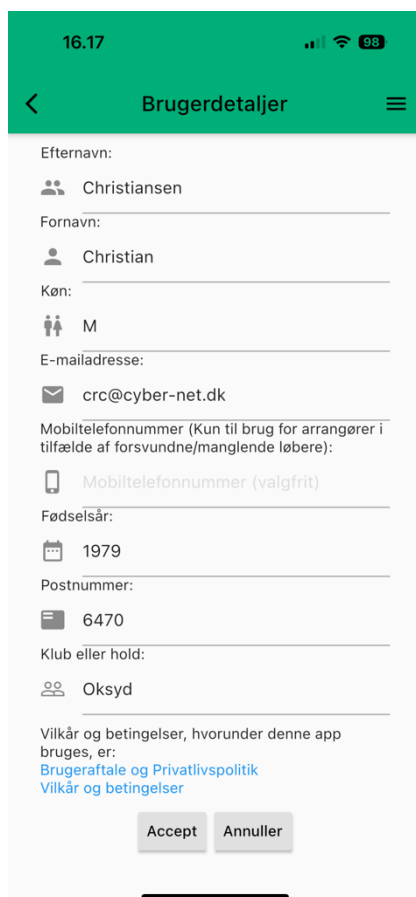 16.17
98
Brugerdetaljer
Efternavn:
Christiansen
Fornavn:
Christian
Køn:
M
E-mailadresse:
crc@cyber-net.dk
Mobiltelefonnummer (Kun til brug for arrangører i
tilfælde af forsvundne/manglende løbere):
Mobiltelefonnummer (valgfrit)
Fødselsår:
1979
Postnummer:
6470
Klub eller hold:
Oksyd
Vilkår og betingelser, hvorunder denne app
bruges, er:
Brugeraftale og Privatlivspolitik
Vilkår og betingelser
Accept Annuller